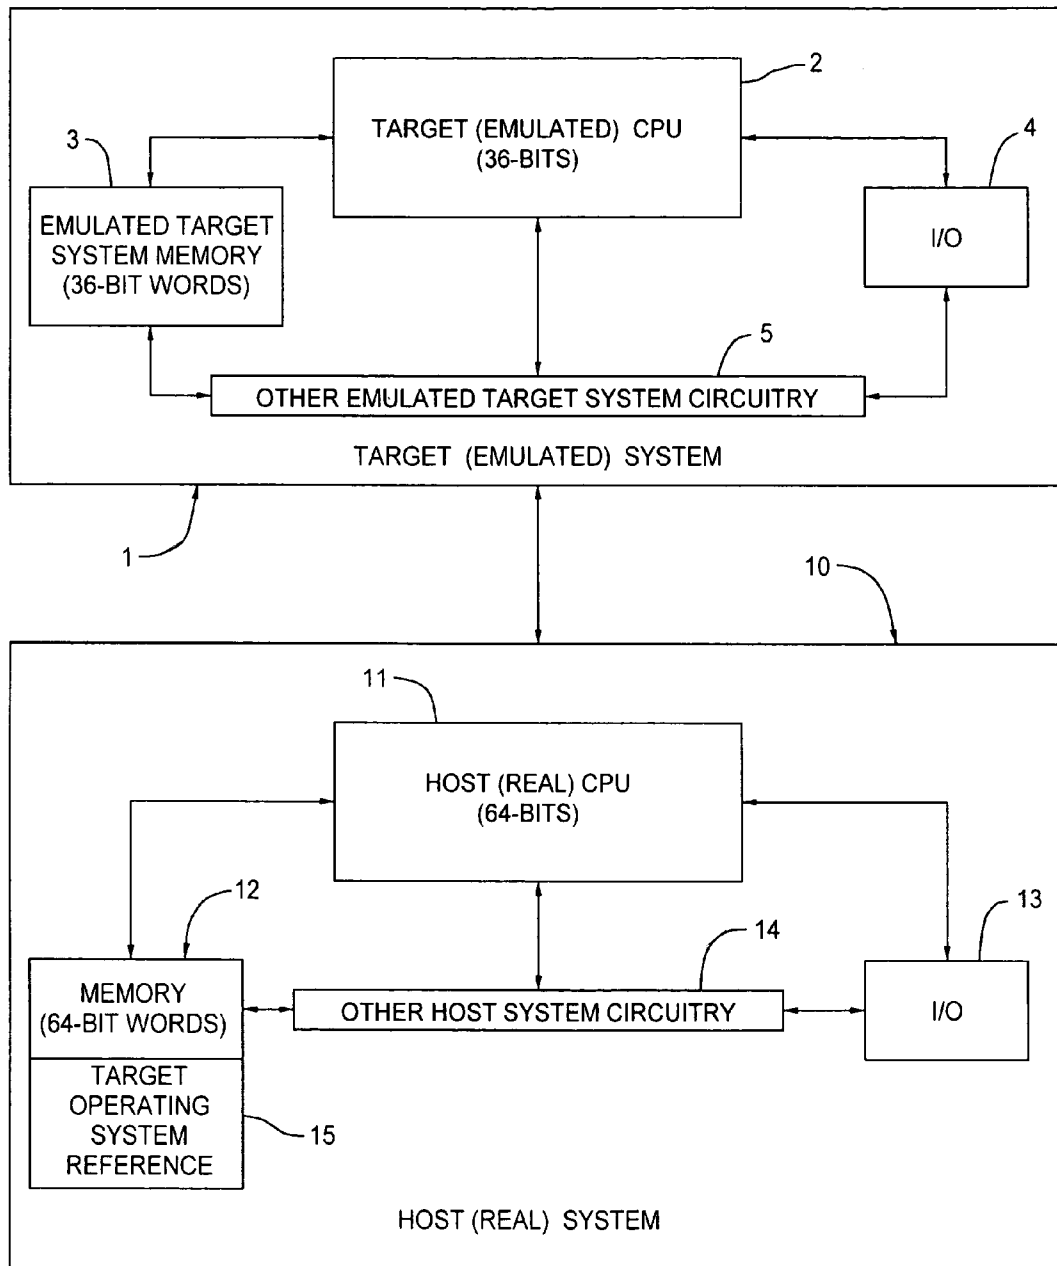 2
TARGET (EMULATED) CPU
(36-BITS)
3
4
EMULATED TARGET
SYSTEM MEMORY
(36-BIT WORDS)
I/O
5
OTHER EMULATED TARGET SYSTEM CIRCUITRY
TARGET (EMULATED) SYSTEM
1
10
11
HOST (REAL) CPU
(64-BITS)
12
13
14
MEMORY
(64-BIT WORDS)
OTHER HOST SYSTEM CIRCUITRY
I/O
TARGET
OPERATING
SYSTEM
REFERENCE
15
HOST (REAL) SYSTEM